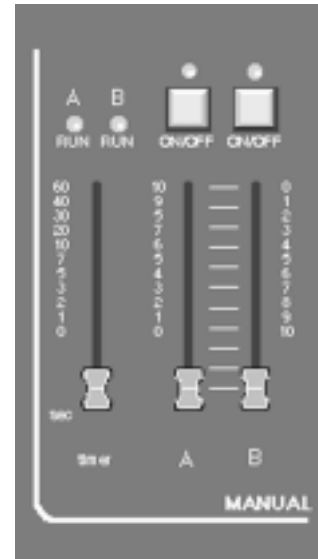 A B
RUN RUN ON/OFF ON/OFF
60 10 0
40 9 1
30 8 2
20 7 3
10 6 4
7 5 5
5 4 6
3 3 7
2 2 8
1 1 9
0 0 10
sec
timer A B
MANUAL